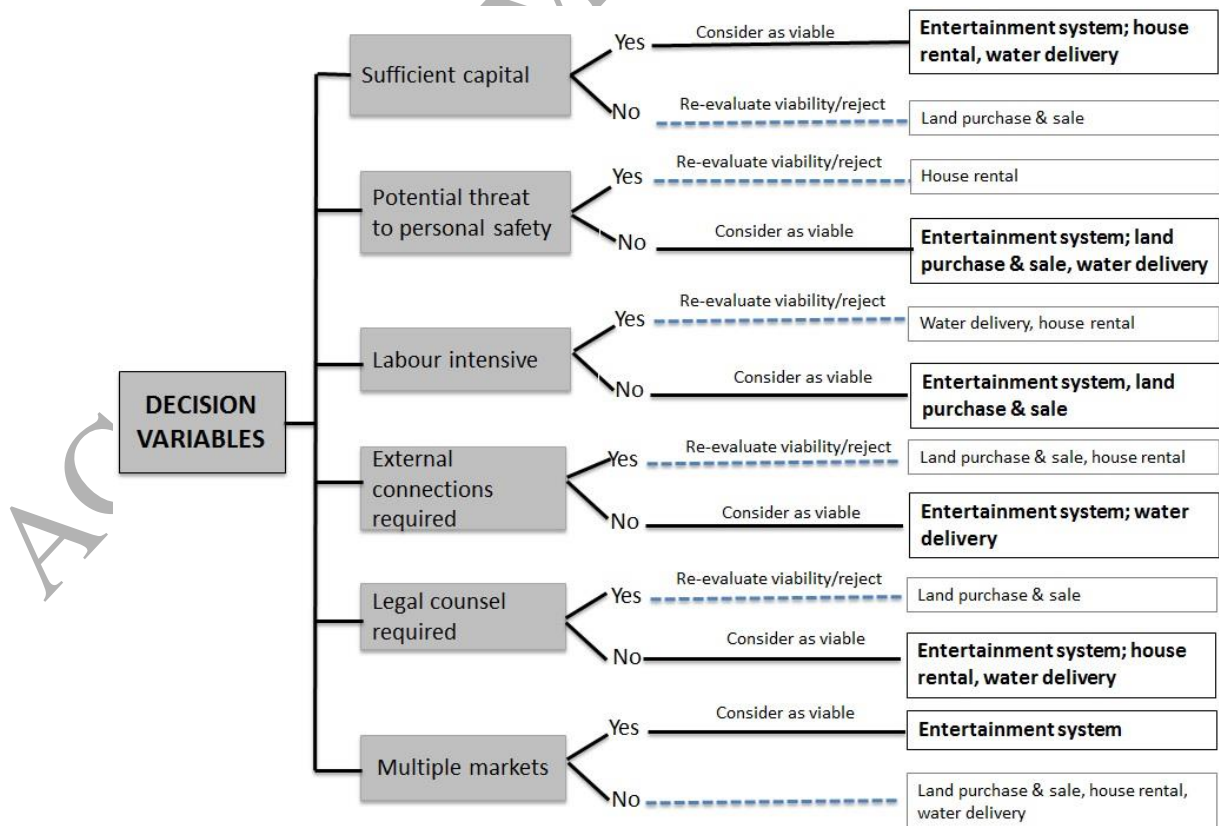 Consider as viable
Entertainment system; house
rental, water delivery
Yes
Sufficient capital
No
Re-evaluate viability/reject
Land purchase & sale
Re-evaluate viability/reject
House rental
Yes
Potential threat
to personal safety
No
Consider as viable
Entertainment system; land
purchase & sale, water delivery
Re-evaluate viability/reject
Water delivery, house rental
Yes
Labour intensive
No
Consider as viable
Entertainment system, land
purchase & sale
DECISION
VARIABLES
Re-evaluate viability/reject
Land purchase & sale, house rental
Yes
External
connections
required
No
Consider as viable
Entertainment system; water
delivery
Re-evaluate viability/reject
Land purchase & sale
Yes
Legal counsel
required
No
Consider as viable
Entertainment system; house
rental, water delivery
Consider as viable
Entertainment system
Yes
Multiple markets
No
Land purchase & sale, house rental,
water delivery
AC